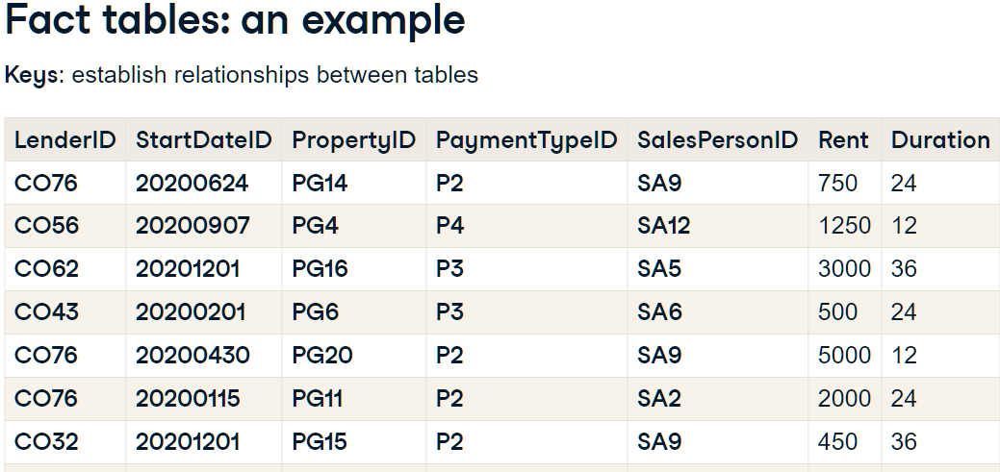 Fact tables: an example
Keys: establish relationships between tables
LenderID StartDateID PropertyID PaymentTypeID SalesPersonID Rent Duration
CO76 20200624 PG14 P2 SA9 750 24
CO56 20200907 PG4 P4 SA12 1250 12
CO62 20201201 PG16 P3 SA5 3000 36
CO43 20200201 PG6 P3 SA6 500 24
CO76 20200430 PG20 P2 SA9 5000 12
CO76 20200115 PG11 P2 SA2 2000 24
CO32 20201201 PG15 P2 SA9 450 36